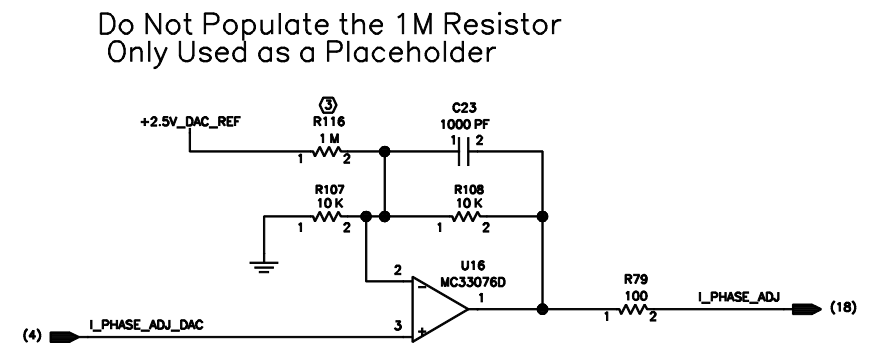 Do Not Populate the 1M Resistor
Only Used as a Placeholder
3
+2.5V_DAC_REF
R116
1 M
1 2
C23
1000 PF
1 2
R107
10 K
1 2
R108
10 K
1 2
U16
MC33076D
2
-
1
3
+
R79
100
1 2
I_PHASE_ADJ
(18)
(4)
I_PHASE_ADJ_DAC